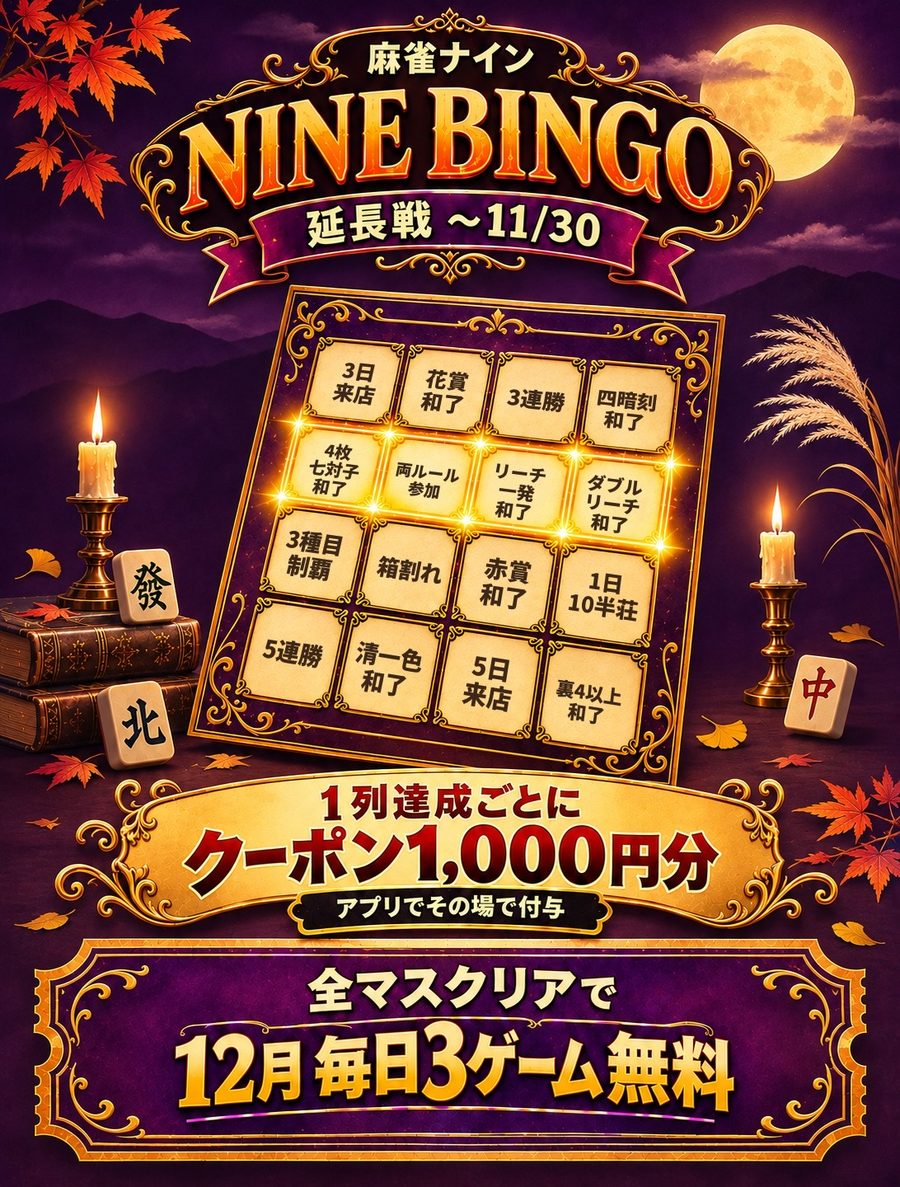 麻雀ナイン
NINE BINGO
延長戦 ～11/30
3日
来店
花賞
和了
3連勝
四暗刻
和了
4枚
七対子
和了
両ルール
参加
リーチ
一発
和了
ダブル
リーチ
和了
3種目
制覇
箱割れ
赤賞
和了
1日
10半荘
5連勝
清一色
和了
5日
来店
裏4以上
和了
發
北
中
1列達成ごとに
クーポン1,000円分
アプリでその場で付与
全マスクリアで
12月 毎日3ゲーム無料